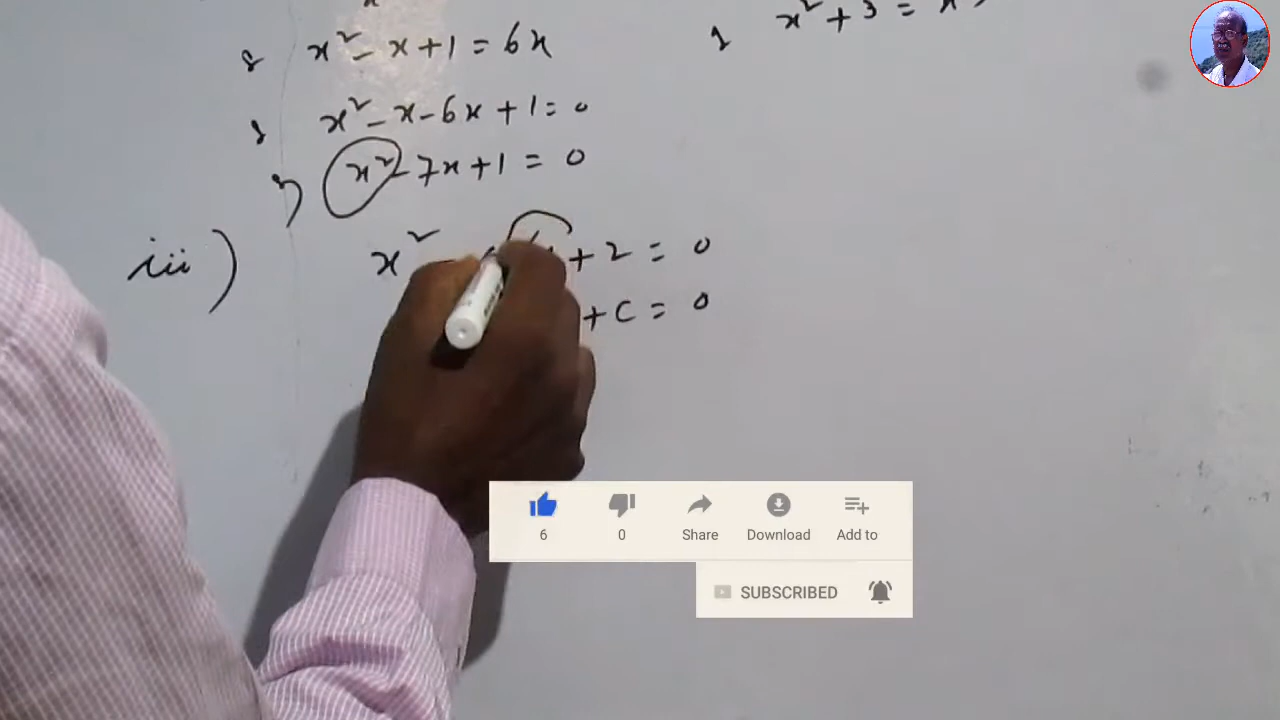 x² - x + 1 = 6x
x² + 3 = x
x² - x - 6x + 1 = 0
x² - 7x + 1 = 0
iii) x² + 2 = 0
+ c = 0
6
0
Share
Download
Add to
SUBSCRIBED